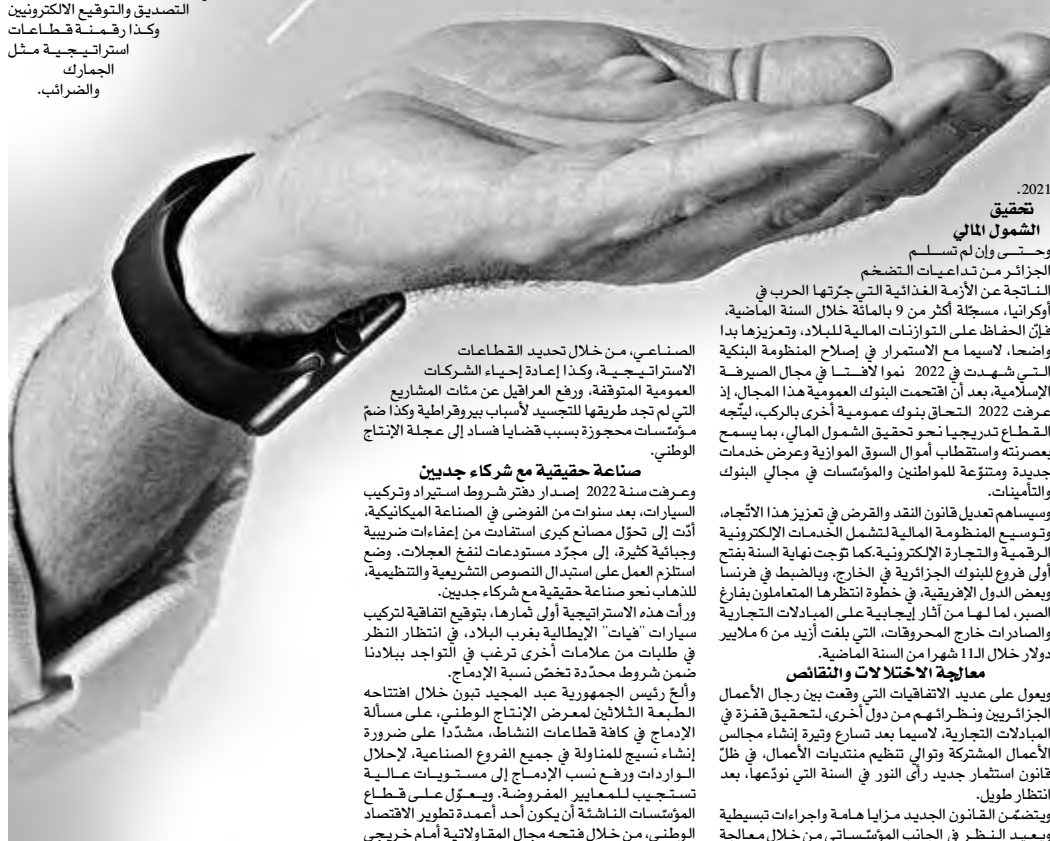 التصديق والتوقيع الالكترونيين
وكذا رقمنة قطاعات
استراتيجية مثل
الجمارك
والضرائب.
2021.
تحقيق
الشمول المالي
وحتى وإن لم تسلم
الجزائر من تداعيات التضخم
الناتجة عن الأزمة الغذائية التي جرّتها الحرب في
أوكرانيا، مسجّلة أكثر من 9 بالمائة خلال السنة الماضية،
فإنّ الحفاظ على التوازنات المالية للبلاد، وتعزيزها بدا
واضحا، لاسيما مع الاستمرار في إصلاح المنظومة البنكية
التي شهدت في 2022 نموا لافتا في مجال الصيرفة
الإسلامية، بعد أن اقتحمت البنوك العمومية هذا المجال، إذ
عرفت 2022 التحاق بنوك عمومية أخرى بالركب، ليتّجه
القطاع تدريجيا نحو تحقيق الشمول المالي، بما يسمح
بعصرنته واستقطاب أموال السوق الموازية وعرض خدمات
جديدة ومتنوّعة للمواطنين والمؤسّسات في مجالي البنوك
والتأمينات.
وسيساهم تعديل قانون النقد والقرض في تعزيز هذا الاتّجاه،
وتوسيع المنظومة المالية لتشمل الخدمات الإلكترونية
الرقمية والتجارة الإلكترونية.كما توّجت نهاية السنة بفتح
أولى فروع للبنوك الجزائرية في الخارج، وبالضبط في فرنسا
وبعض الدول الإفريقية، في خطوة انتظرها المتعاملون بفارغ
الصبر، لما لها من آثار إيجابية على المبادلات التجارية
والصادرات خارج المحروقات، التي بلغت أزيد من 6 ملايير
دولار خلال الـ11 شهرا من السنة الماضية.
معالجة الاختلالات والنقائص
ويعول على عديد الاتفاقيات التي وقعت بين رجال الأعمال
الجزائريين ونظرائهم من دول أخرى، لتحقيق قفزة في
المبادلات التجارية، لاسيما بعد تسارع وتيرة إنشاء مجالس
الأعمال المشتركة وتوالي تنظيم منتديات الأعمال، في ظلّ
قانون استثمار جديد رأى النور في السنة التي نودّعها، بعد
انتظار طويل.
ويتضمّن القانون الجديد مزايا هامة واجراءات تبسيطية
ويعيد النظر في الجانب المؤسّساتي من خلال معالجة
الصناعي، من خلال تحديد القطاعات
الاستراتيجية، وكذا إعادة إحياء الشركات
العمومية المتوقفة، ورفع العراقيل عن مئات المشاريع
التي لم تجد طريقها للتجسيد لأسباب بيروقراطية وكذا ضمّ
مؤسّسات محجوزة بسبب قضايا فساد إلى عجلة الإنتاج
الوطني.
صناعة حقيقية مع شركاء جديين
وعرفت سنة 2022 إصدار دفتر شروط استيراد وتركيب
السيارات، بعد سنوات من الفوضى في الصناعة الميكانيكية،
أدّت إلى تحوّل مصانع كبرى استفادت من إعفاءات ضريبية
وجبائية كثيرة، إلى مجرّد مستودعات لنفخ العجلات. وضع
استلزم العمل على استبدال النصوص التشريعية والتنظيمية،
للذهاب نحو صناعة حقيقية مع شركاء جديين.
ورأت هذه الاستراتيجية أولى ثمارها، بتوقيع اتفاقية لتركيب
سيارات "فيات" الإيطالية بغرب البلاد، في انتظار النظر
في طلبات من علامات أخرى ترغب في التواجد ببلادنا
ضمن شروط محدّدة تخصّ نسبة الإدماج.
وألحّ رئيس الجمهورية عبد المجيد تبون خلال افتتاحه
الطبعة الثلاثين لمعرض الإنتاج الوطني، على مسألة
الإدماج في كافة قطاعات النشاط، مشدّدا على ضرورة
إنشاء نسيج للمناولة في جميع الفروع الصناعية، لإحلال
الواردات ورفع نسب الإدماج إلى مستويات عالية
تستجيب للمعايير المفروضة. ويعوّل على قطاع
المؤسّسات الناشئة أن يكون أحد أعمدة تطوير الاقتصاد
الوطني، من خلال فتحه مجال المقاولاتية أمام خريجي